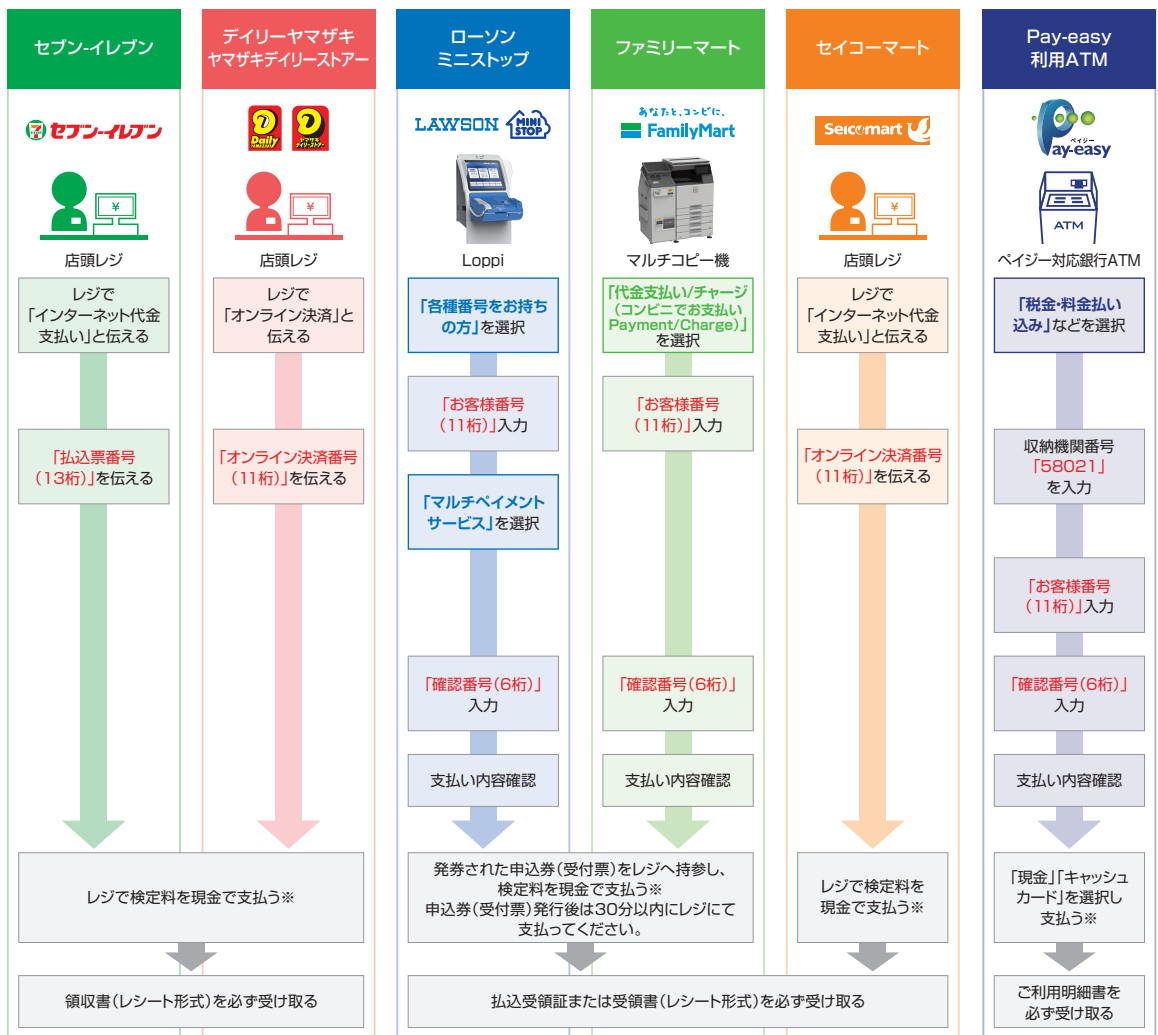 セブン-イレブン
セブン-イレブン
¥
店頭レジ
レジで
「インターネット代金
支払い」と伝える
「払込票番号
(13桁)」を伝える
デイリーヤマザキ
ヤマザキデイリーストアー
Daily
YAMAZAKI
ヤマザキ
デイリーストアー
¥
店頭レジ
レジで
「オンライン決済」と
伝える
「オンライン決済番号
(11桁)」を伝える
レジで検定料を現金で支払う※
領収書(レシート形式)を必ず受け取る
ローソン
ミニストップ
LAWSON
MINI
STOP
Loppi
「各種番号をお持ち
の方」を選択
「お客様番号
(11桁)」入力
「マルチペイメント
サービス」を選択
「確認番号(6桁)」
入力
支払い内容確認
ファミリーマート
あなたと、コンビに、
FamilyMart
マルチコピー機
「代金支払い/チャージ
(コンビニでお支払い
Payment/Charge)」
を選択
「お客様番号
(11桁)」入力
「確認番号(6桁)」
入力
支払い内容確認
発券された申込券(受付票)をレジへ持参し、
検定料を現金で支払う※
申込券(受付票)発行後は30分以内にレジにて
支払ってください。
セイコーマート
Seicomart
¥
店頭レジ
レジで
「インターネット代金
支払い」と伝える
「オンライン決済番号
(11桁)」を伝える
レジで検定料を
現金で支払う※
払込受領証または受領書(レシート形式)を必ず受け取る
Pay-easy
利用ATM
ペイジー
Pay-easy
ATM
ペイジー対応銀行ATM
「税金・料金払い
込み」などを選択
収納機関番号
「58021」
を入力
「お客様番号
(11桁)」入力
「確認番号(6桁)」
入力
支払い内容確認
「現金」「キャッシュ
カード」を選択し
支払う※
ご利用明細書を
必ず受け取る